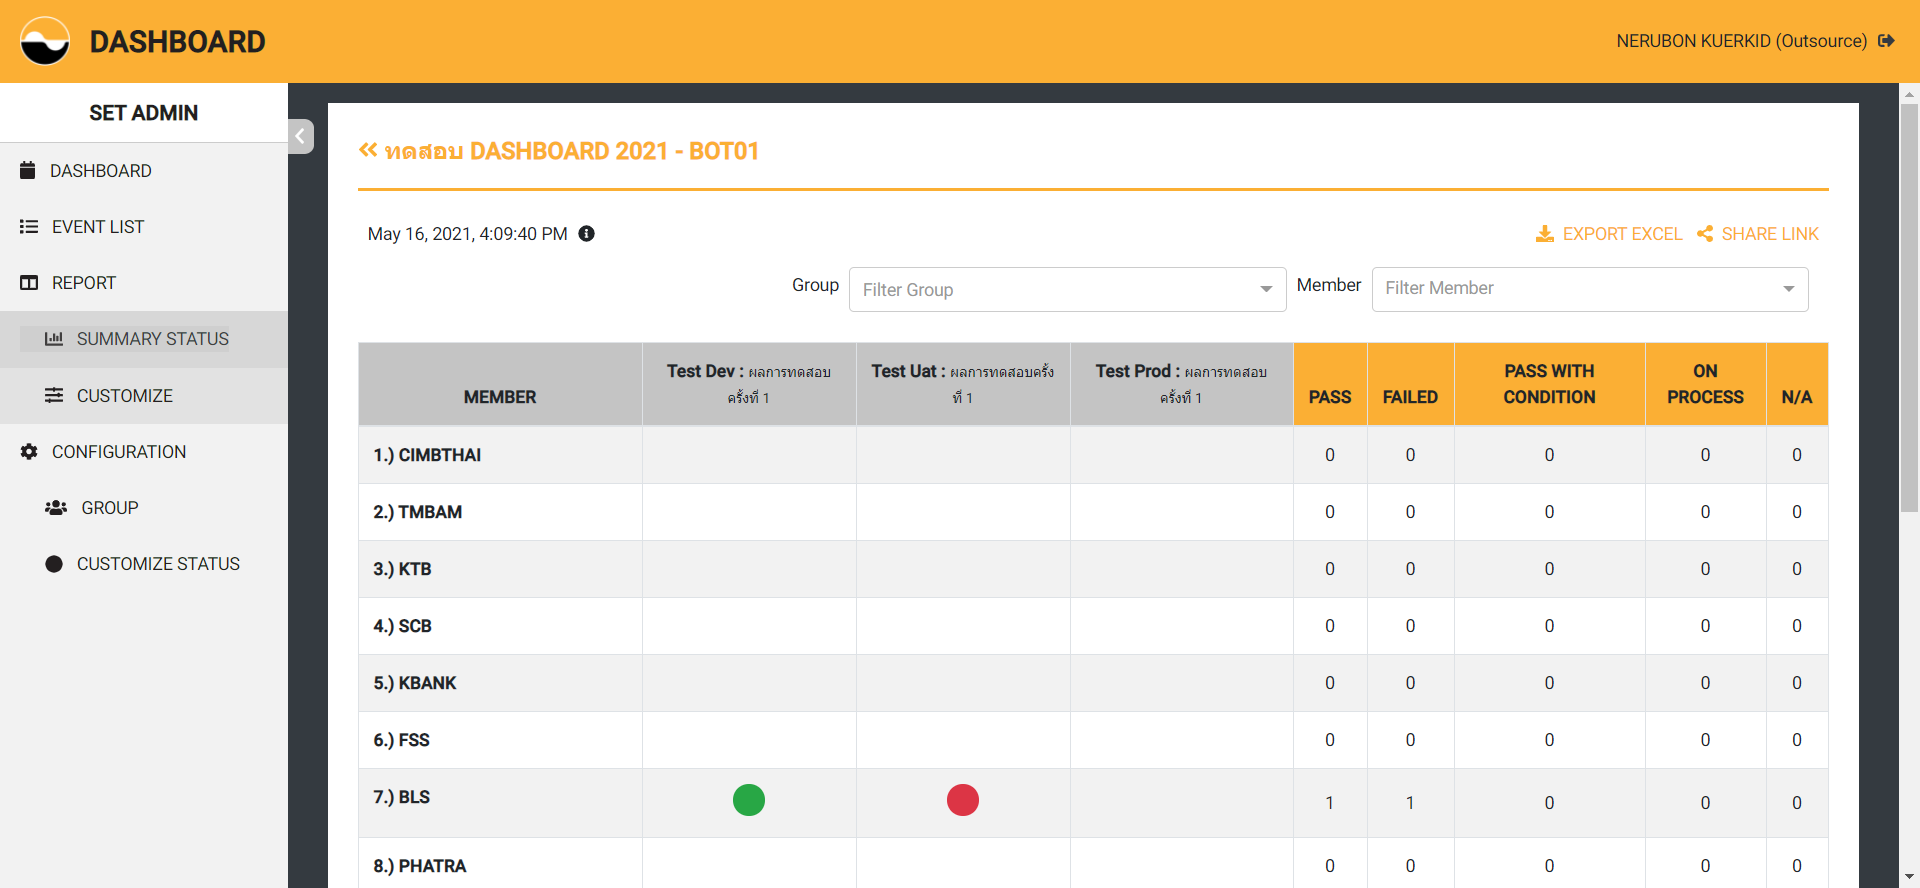 DASHBOARD
NERUBON KUERKID (Outsource)
SET ADMIN
DASHBOARD
EVENT LIST
REPORT
SUMMARY STATUS
CUSTOMIZE
CONFIGURATION
GROUP
CUSTOMIZE STATUS
ทดสอบ DASHBOARD 2021 - BOT01
May 16, 2021, 4:09:40 PM
EXPORT EXCEL SHARE LINK
Group Filter Group Member Filter Member
MEMBER
Test Dev : ผลการทดสอบ
ครั้งที่ 1
Test Uat : ผลการทดสอบครั้ง
ที่ 1
Test Prod : ผลการทดสอบ
ครั้งที่ 1
PASS
FAILED
PASS WITH
CONDITION
ON
PROCESS
N/A
1.) CIMBTHAI 0 0 0 0 0
2.) TMBAM 0 0 0 0 0
3.) KTB 0 0 0 0 0
4.) SCB 0 0 0 0 0
5.) KBANK 0 0 0 0 0
6.) FSS 0 0 0 0 0
7.) BLS 1 1 0 0 0
8.) PHATRA 0 0 0 0 0